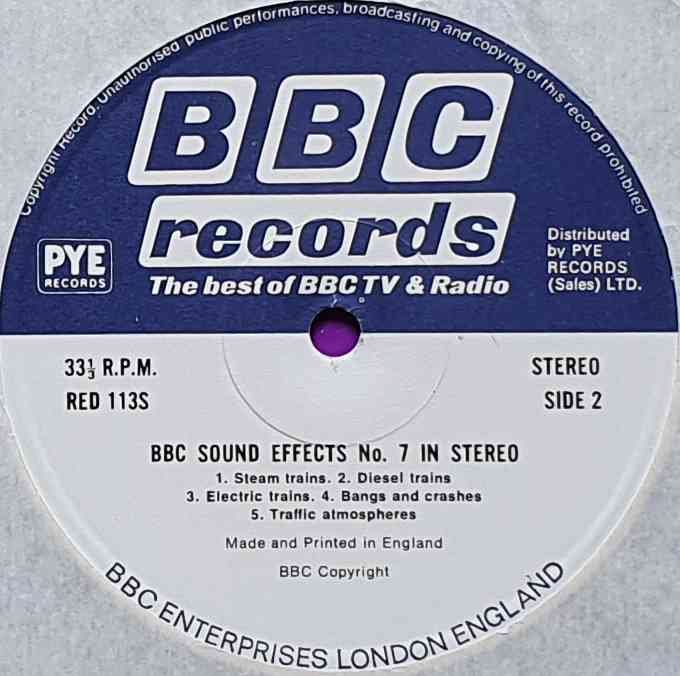 Copyright Record. Unauthorised public performances, broadcasting and copying of this record prohibited
BBC
records
The best of BBC TV & Radio
PYE
RECORDS
Distributed
by PYE
RECORDS
(Sales) LTD.
33⅓ R.P.M.
RED 113S
STEREO
SIDE 2
BBC SOUND EFFECTS No. 7 IN STEREO
1. Steam trains. 2. Diesel trains
3. Electric trains. 4. Bangs and crashes
5. Traffic atmospheres
Made and Printed in England
BBC Copyright
BBC ENTERPRISES LONDON ENGLAND